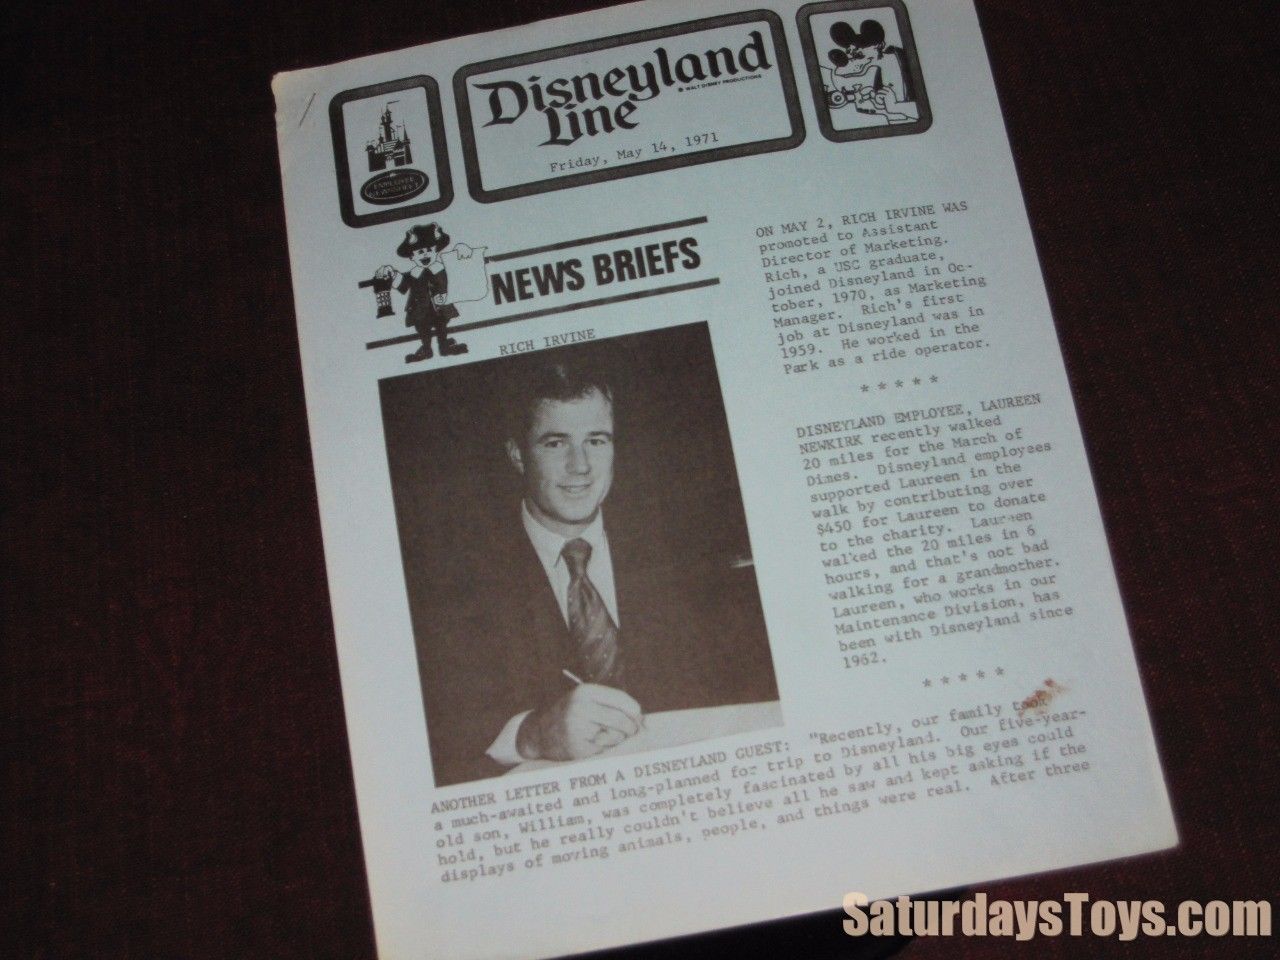 Disneyland
Line
© WALT DISNEY PRODUCTIONS
Friday, May 14, 1971
EMPLOYEE
NEWSSHEET
NEWS BRIEFS
RICH IRVINE
ON MAY 2, RICH IRVINE WAS
promoted to Assistant
Director of Marketing.
Rich, a USC graduate,
joined Disneyland in Oc-
tober, 1970, as Marketing
Manager. Rich's first
job at Disneyland was in
1959. He worked in the
Park as a ride operator.
* * * * *
DISNEYLAND EMPLOYEE, LAUREEN
NEWKIRK recently walked
20 miles for the March of
Dimes. Disneyland employees
supported Laureen in the
walk by contributing over
$450 for Laureen to donate
to the charity. Laureen
walked the 20 miles in 6
hours, and that's not bad
walking for a grandmother.
Laureen, who works in our
Maintenance Division, has
been with Disneyland since
1962.
* * * * *
ANOTHER LETTER FROM A DISNEYLAND GUEST: "Recently, our family took
a much-awaited and long-planned for trip to Disneyland. Our five-year-
old son, William, was completely fascinated by all his big eyes could
hold, but he really couldn't believe all he saw and kept asking if the
displays of moving animals, people, and things were real. After three
SaturdaysToys.com